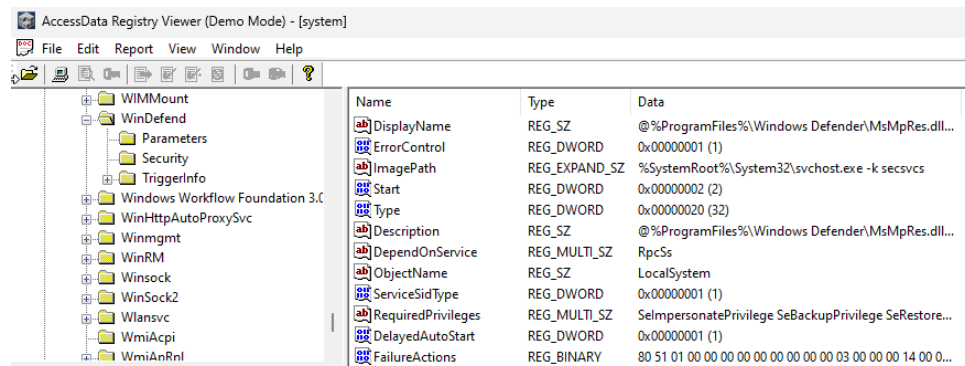 AccessData Registry Viewer (Demo Mode) - [system]
File Edit Report View Window Help
WIMMount
WinDefend
Parameters
Security
TriggerInfo
Windows Workflow Foundation 3.0
WinHttpAutoProxySvc
Winmgmt
WinRM
Winsock
WinSock2
Wlansvc
WmiAcpi
WmiApRpl
Name Type Data
DisplayName REG_SZ @%ProgramFiles%\Windows Defender\MsMpRes.dll...
ErrorControl REG_DWORD 0x00000001 (1)
ImagePath REG_EXPAND_SZ %SystemRoot%\System32\svchost.exe -k secsvcs
Start REG_DWORD 0x00000002 (2)
Type REG_DWORD 0x00000020 (32)
Description REG_SZ @%ProgramFiles%\Windows Defender\MsMpRes.dll...
DependOnService REG_MULTI_SZ RpcSs
ObjectName REG_SZ LocalSystem
ServiceSidType REG_DWORD 0x00000001 (1)
RequiredPrivileges REG_MULTI_SZ SeImpersonatePrivilege SeBackupPrivilege SeRestore...
DelayedAutoStart REG_DWORD 0x00000001 (1)
FailureActions REG_BINARY 80 51 01 00 00 00 00 00 00 00 00 00 03 00 00 00 14 00 0...